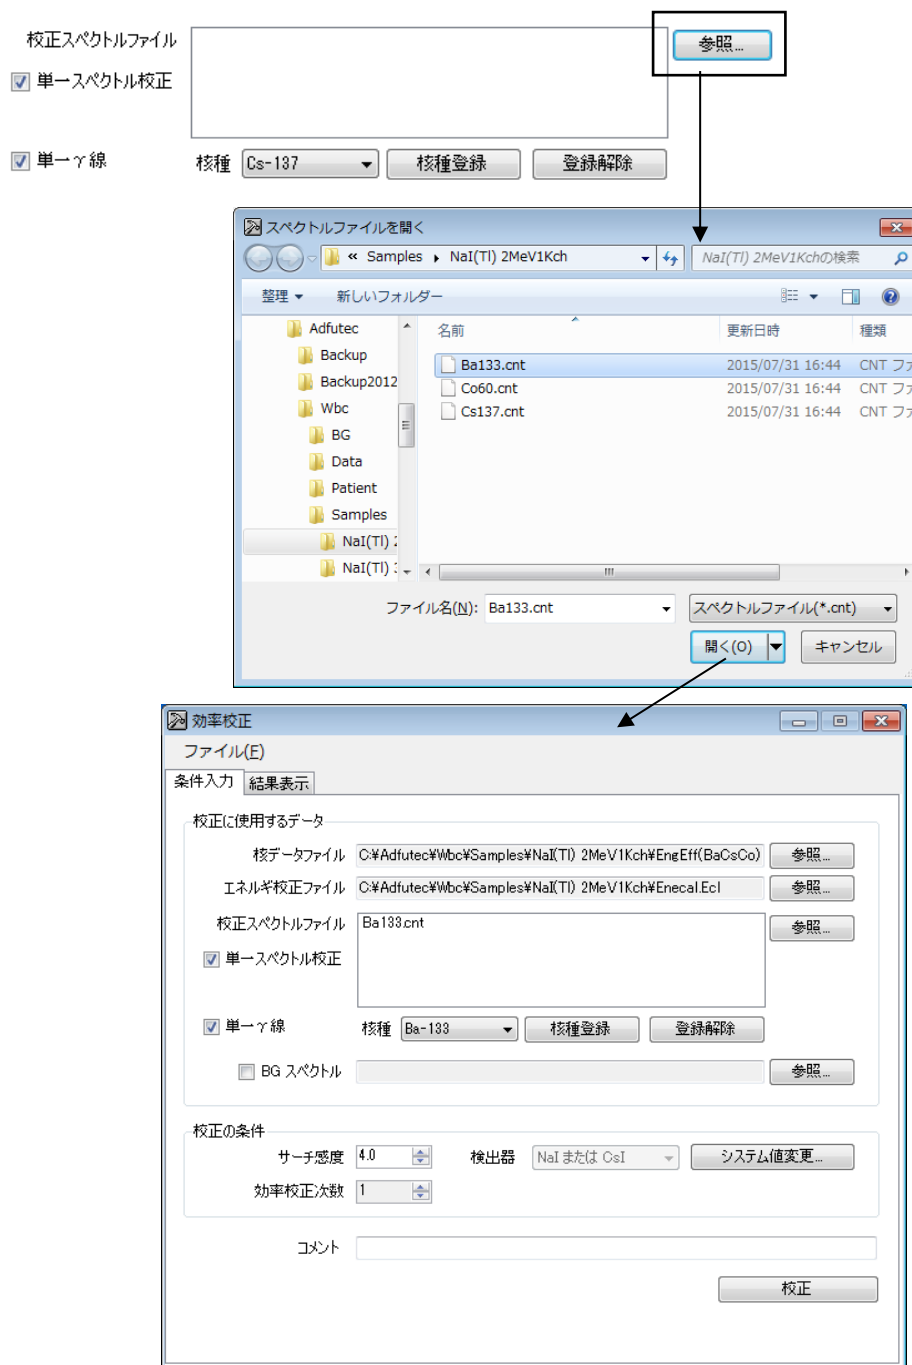 校正スペクトルファイル 参照...
単一スペクトル校正
単一γ線 核種 Cs-137 核種登録 登録解除
スペクトルファイルを開く
« Samples NaI(Tl) 2MeV1Kch NaI(Tl) 2MeV1Kchの検索
整理 新しいフォルダー
名前 更新日時 種類
Adfutec
Backup
Backup2012
Wbc
BG
Data
Patient
Samples
NaI(Tl) 2
NaI(Tl) 3
Ba133.cnt 2015/07/31 16:44 CNT ファ
Co60.cnt 2015/07/31 16:44 CNT ファ
Cs137.cnt 2015/07/31 16:44 CNT ファ
ファイル名(N): Ba133.cnt スペクトルファイル(*.cnt)
開く(O) キャンセル
効率校正
ファイル(F)
条件入力 結果表示
校正に使用するデータ
核データファイル C:¥Adfutec¥Wbc¥Samples¥NaI(Tl) 2MeV1Kch¥EngEff(BaCsCo) 参照...
エネルギ校正ファイル C:¥Adfutec¥Wbc¥Samples¥NaI(Tl) 2MeV1Kch¥Enecal.Ecl 参照...
校正スペクトルファイル Ba133.cnt 参照...
単一スペクトル校正
単一γ線 核種 Ba-133 核種登録 登録解除
BG スペクトル 参照...
校正の条件
サーチ感度 4.0 検出器 NaI または CsI システム値変更...
効率校正次数 1
コメント
校正